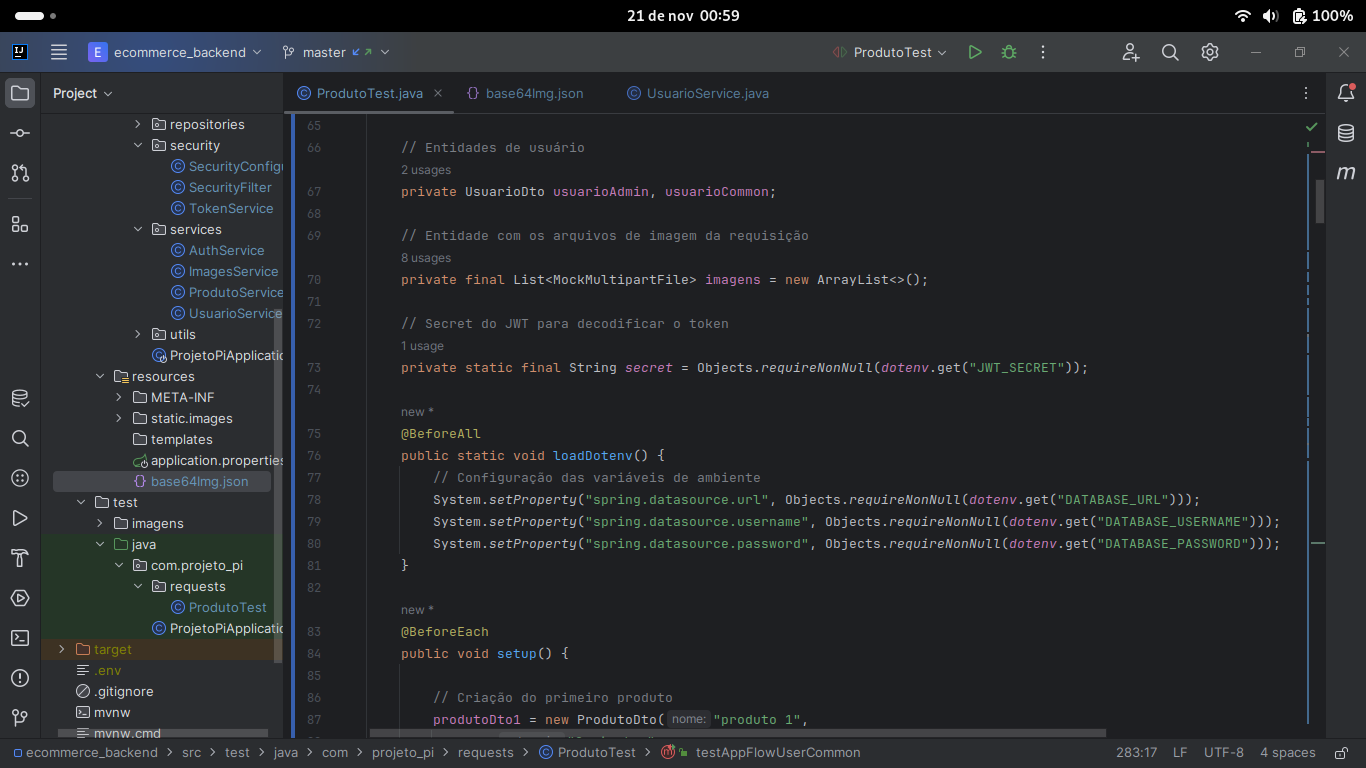 21 de nov 00:59
100%
IJ
E ecommerce_backend
master
ProdutoTest
Project
ProdutoTest.java
base64Img.json
UsuarioService.java
repositories
security
SecurityConfigu
SecurityFilter
TokenService
services
AuthService
ImagesService
ProdutoService
UsuarioService
utils
ProjetoPiApplicatio
resources
META-INF
static.images
templates
application.properties
base64Img.json
test
imagens
java
com.projeto_pi
requests
ProdutoTest
ProjetoPiApplicatio
target
.env
.gitignore
mvnw
mvnw.cmd
65
66 // Entidades de usuário
2 usages
67 private UsuarioDto usuarioAdmin, usuarioCommon;
68
69 // Entidade com os arquivos de imagem da requisição
8 usages
70 private final List<MockMultipartFile> imagens = new ArrayList<>();
71
72 // Secret do JWT para decodificar o token
1 usage
73 private static final String secret = Objects.requireNonNull(dotenv.get("JWT_SECRET"));
74
new *
75 @BeforeAll
76 public static void loadDotenv() {
77 // Configuração das variáveis de ambiente
78 System.setProperty("spring.datasource.url", Objects.requireNonNull(dotenv.get("DATABASE_URL")));
79 System.setProperty("spring.datasource.username", Objects.requireNonNull(dotenv.get("DATABASE_USERNAME")));
80 System.setProperty("spring.datasource.password", Objects.requireNonNull(dotenv.get("DATABASE_PASSWORD")));
81 }
82
new *
83 @BeforeEach
84 public void setup() {
85
86 // Criação do primeiro produto
87 produtoDto1 = new ProdutoDto( nome: "produto 1",
m
ecommerce_backend > src > test > java > com > projeto_pi > requests > ProdutoTest > testAppFlowUserCommon
283:17 LF UTF-8 4 spaces